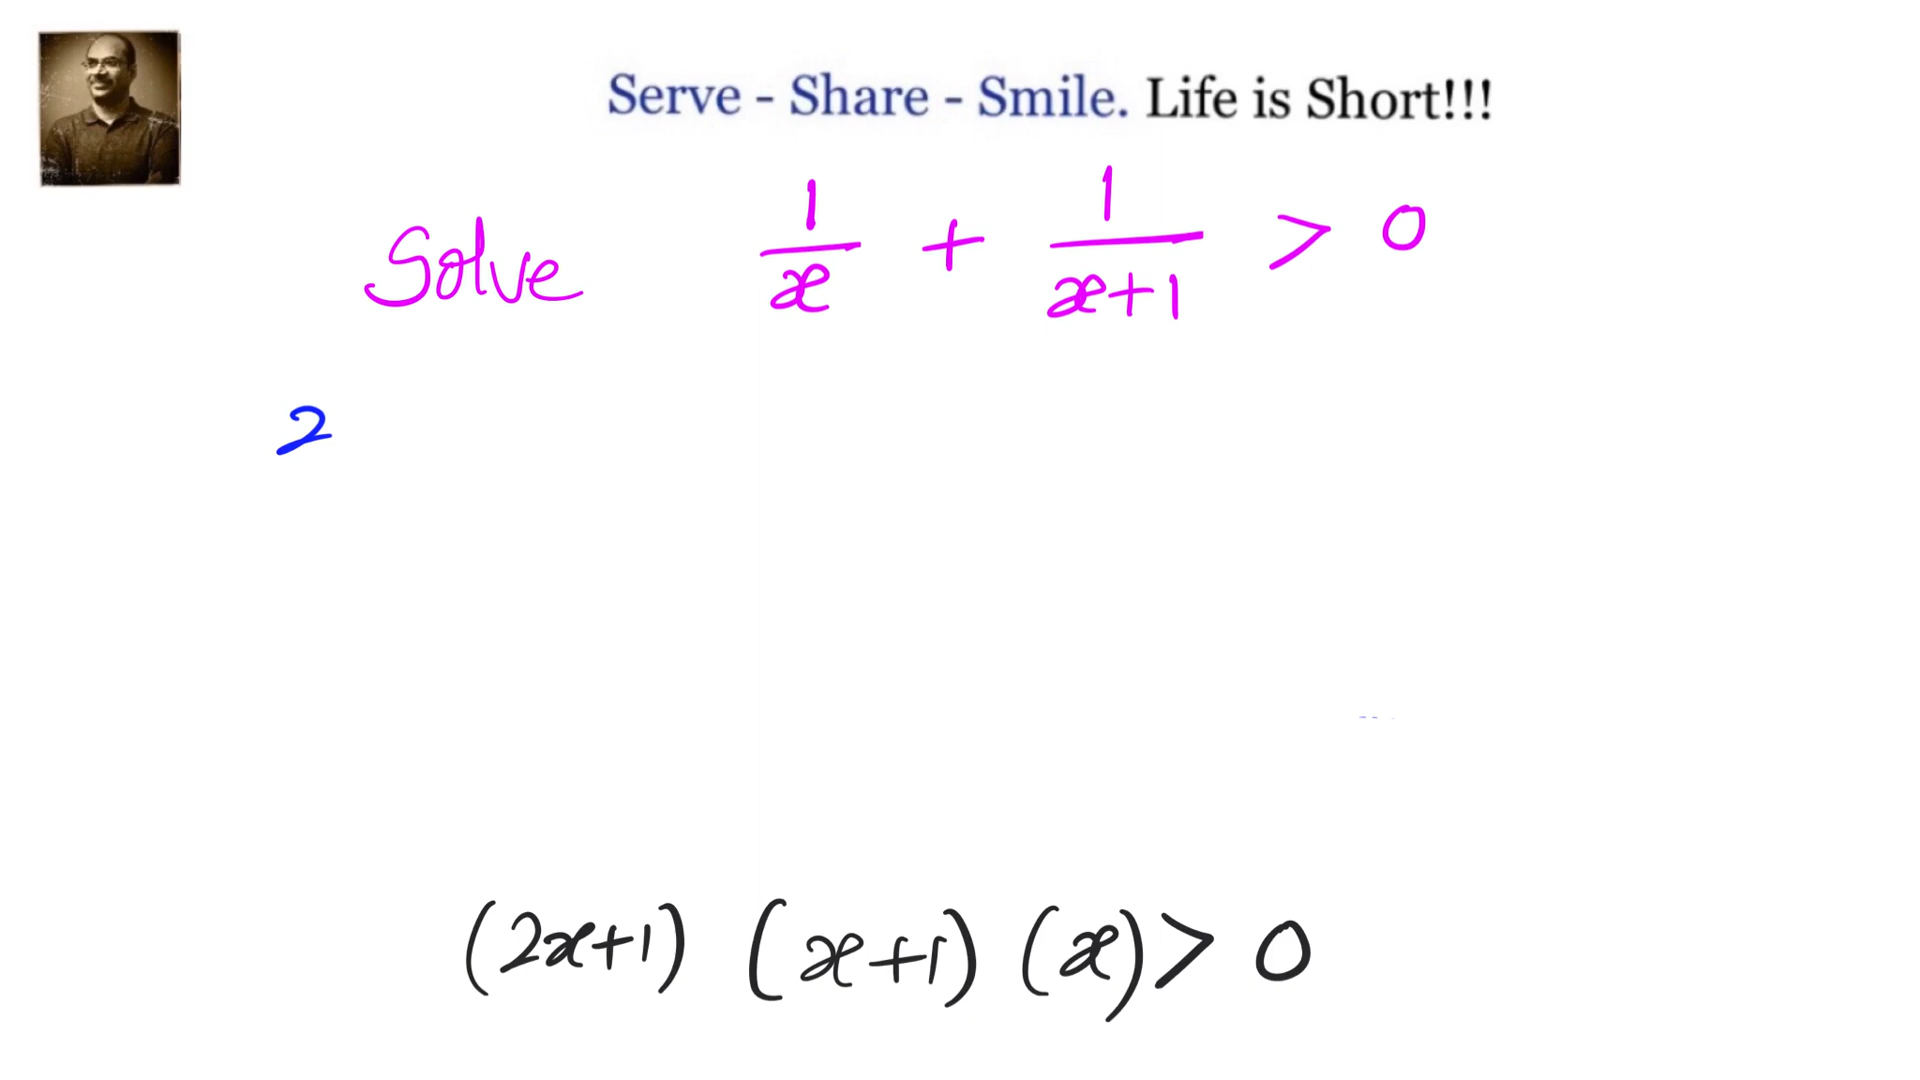 Serve - Share - Smile. Life is Short!!!
Solve 1/x + 1/(x+1) > 0
2
(2x+1) (x+1) (x) > 0